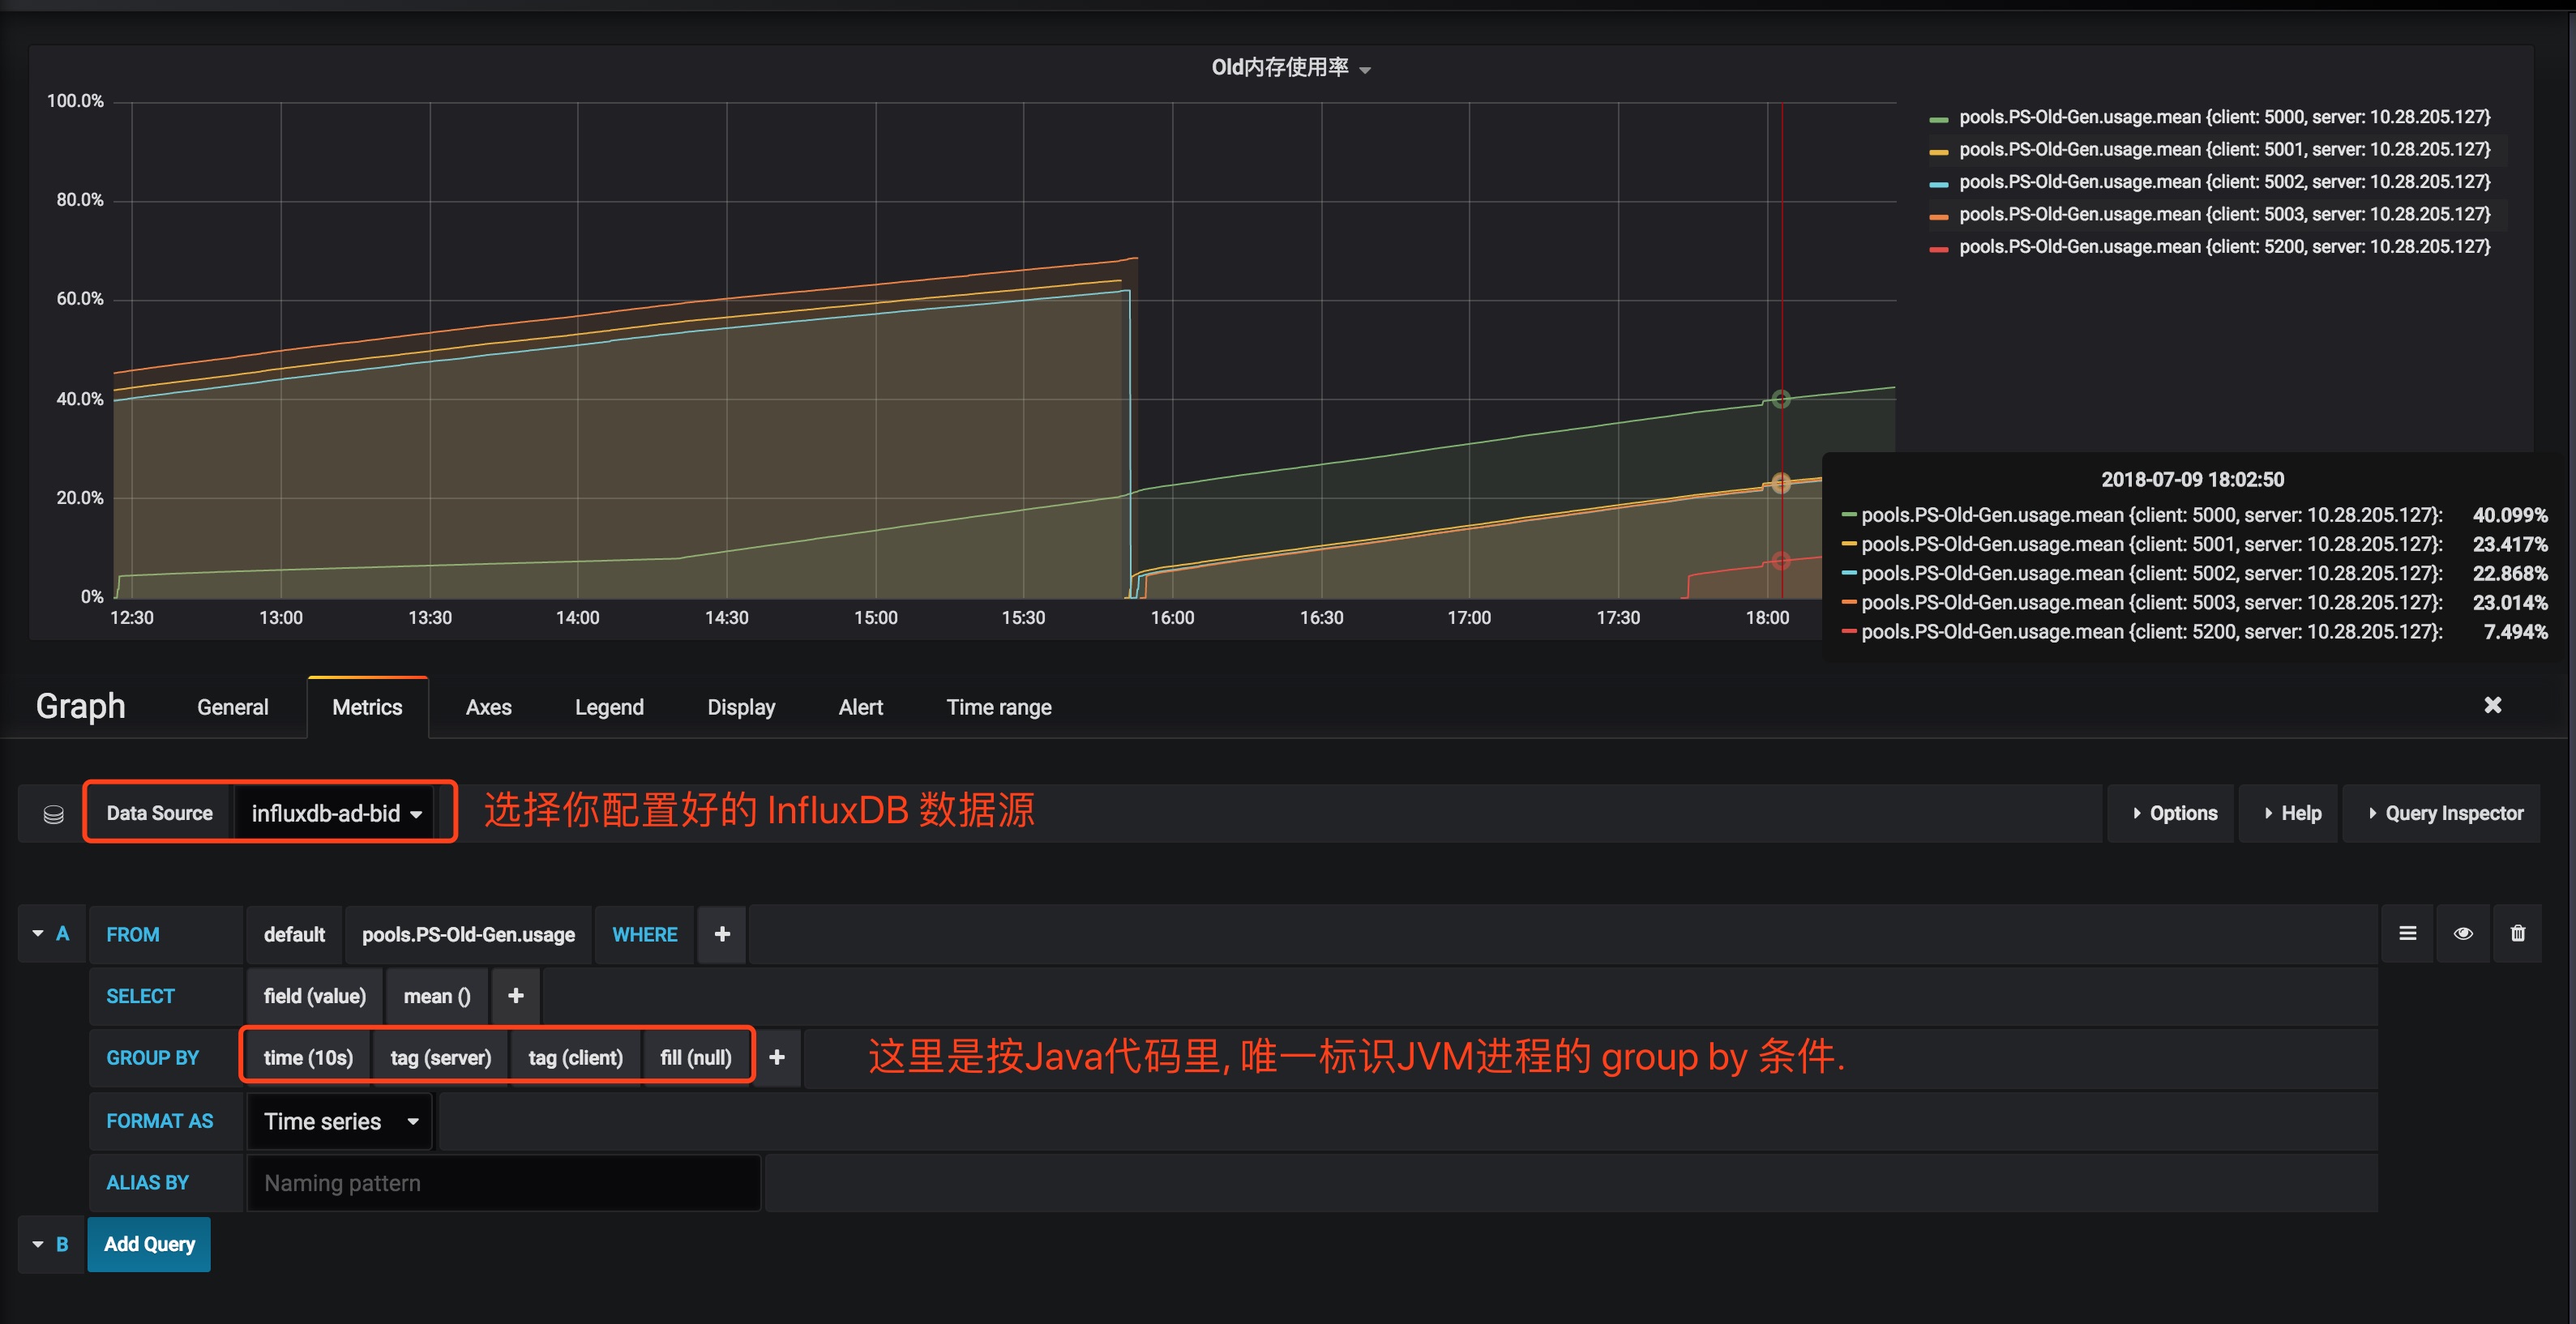 Old内存使用率
100.0%
80.0%
60.0%
40.0%
20.0%
0%
12:30 13:00 13:30 14:00 14:30 15:00 15:30 16:00 16:30 17:00 17:30 18:00
pools.PS-Old-Gen.usage.mean {client: 5000, server: 10.28.205.127}
pools.PS-Old-Gen.usage.mean {client: 5001, server: 10.28.205.127}
pools.PS-Old-Gen.usage.mean {client: 5002, server: 10.28.205.127}
pools.PS-Old-Gen.usage.mean {client: 5003, server: 10.28.205.127}
pools.PS-Old-Gen.usage.mean {client: 5200, server: 10.28.205.127}
2018-07-09 18:02:50
pools.PS-Old-Gen.usage.mean {client: 5000, server: 10.28.205.127}: 40.099%
pools.PS-Old-Gen.usage.mean {client: 5001, server: 10.28.205.127}: 23.417%
pools.PS-Old-Gen.usage.mean {client: 5002, server: 10.28.205.127}: 22.868%
pools.PS-Old-Gen.usage.mean {client: 5003, server: 10.28.205.127}: 23.014%
pools.PS-Old-Gen.usage.mean {client: 5200, server: 10.28.205.127}: 7.494%
Graph General Metrics Axes Legend Display Alert Time range
Data Source influxdb-ad-bid 选择你配置好的 InfluxDB 数据源 Options Help Query Inspector
A FROM default pools.PS-Old-Gen.usage WHERE +
SELECT field (value) mean () +
GROUP BY time (10s) tag (server) tag (client) fill (null) + 这里是按Java代码里, 唯一标识JVM进程的 group by 条件.
FORMAT AS Time series
ALIAS BY Naming pattern
B Add Query